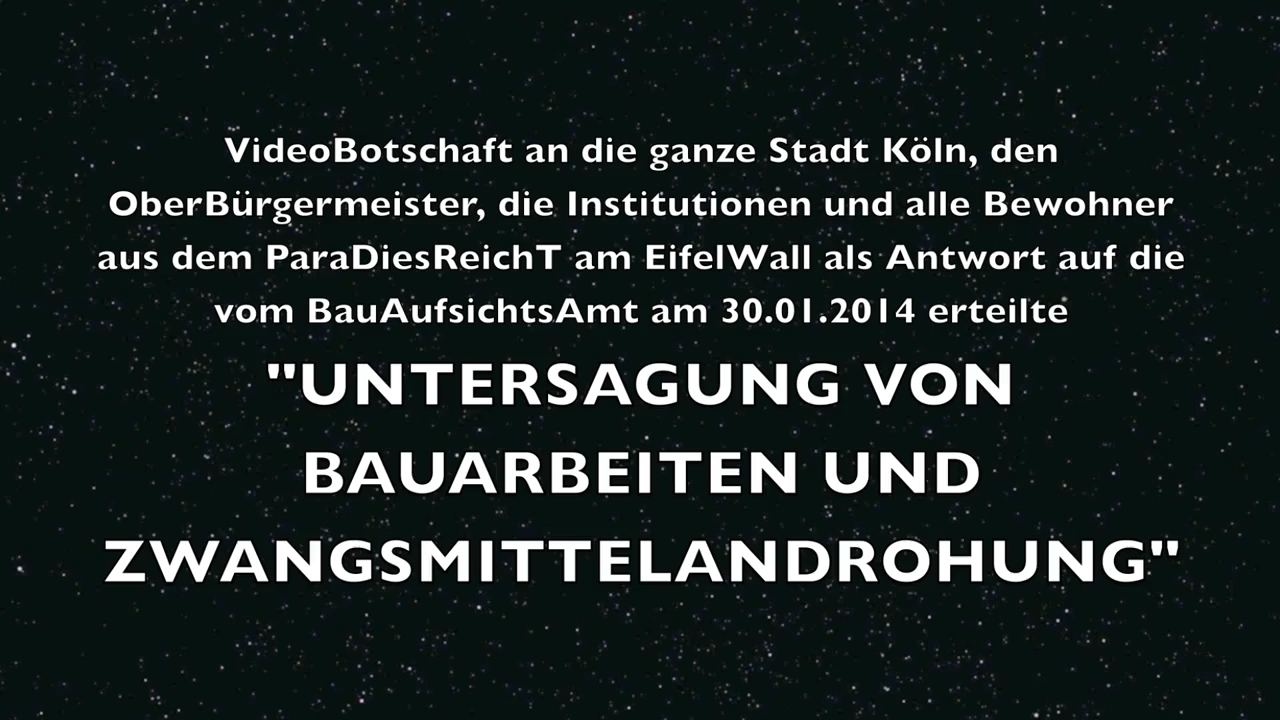 VideoBotschaft an die ganze Stadt Köln, den
OberBürgermeister, die Institutionen und alle Bewohner
aus dem ParaDiesReichT am EifelWall als Antwort auf die
vom BauAufsichtsAmt am 30.01.2014 erteilte
"UNTERSAGUNG VON
BAUARBEITEN UND
ZWANGSMITTELANDROHUNG"